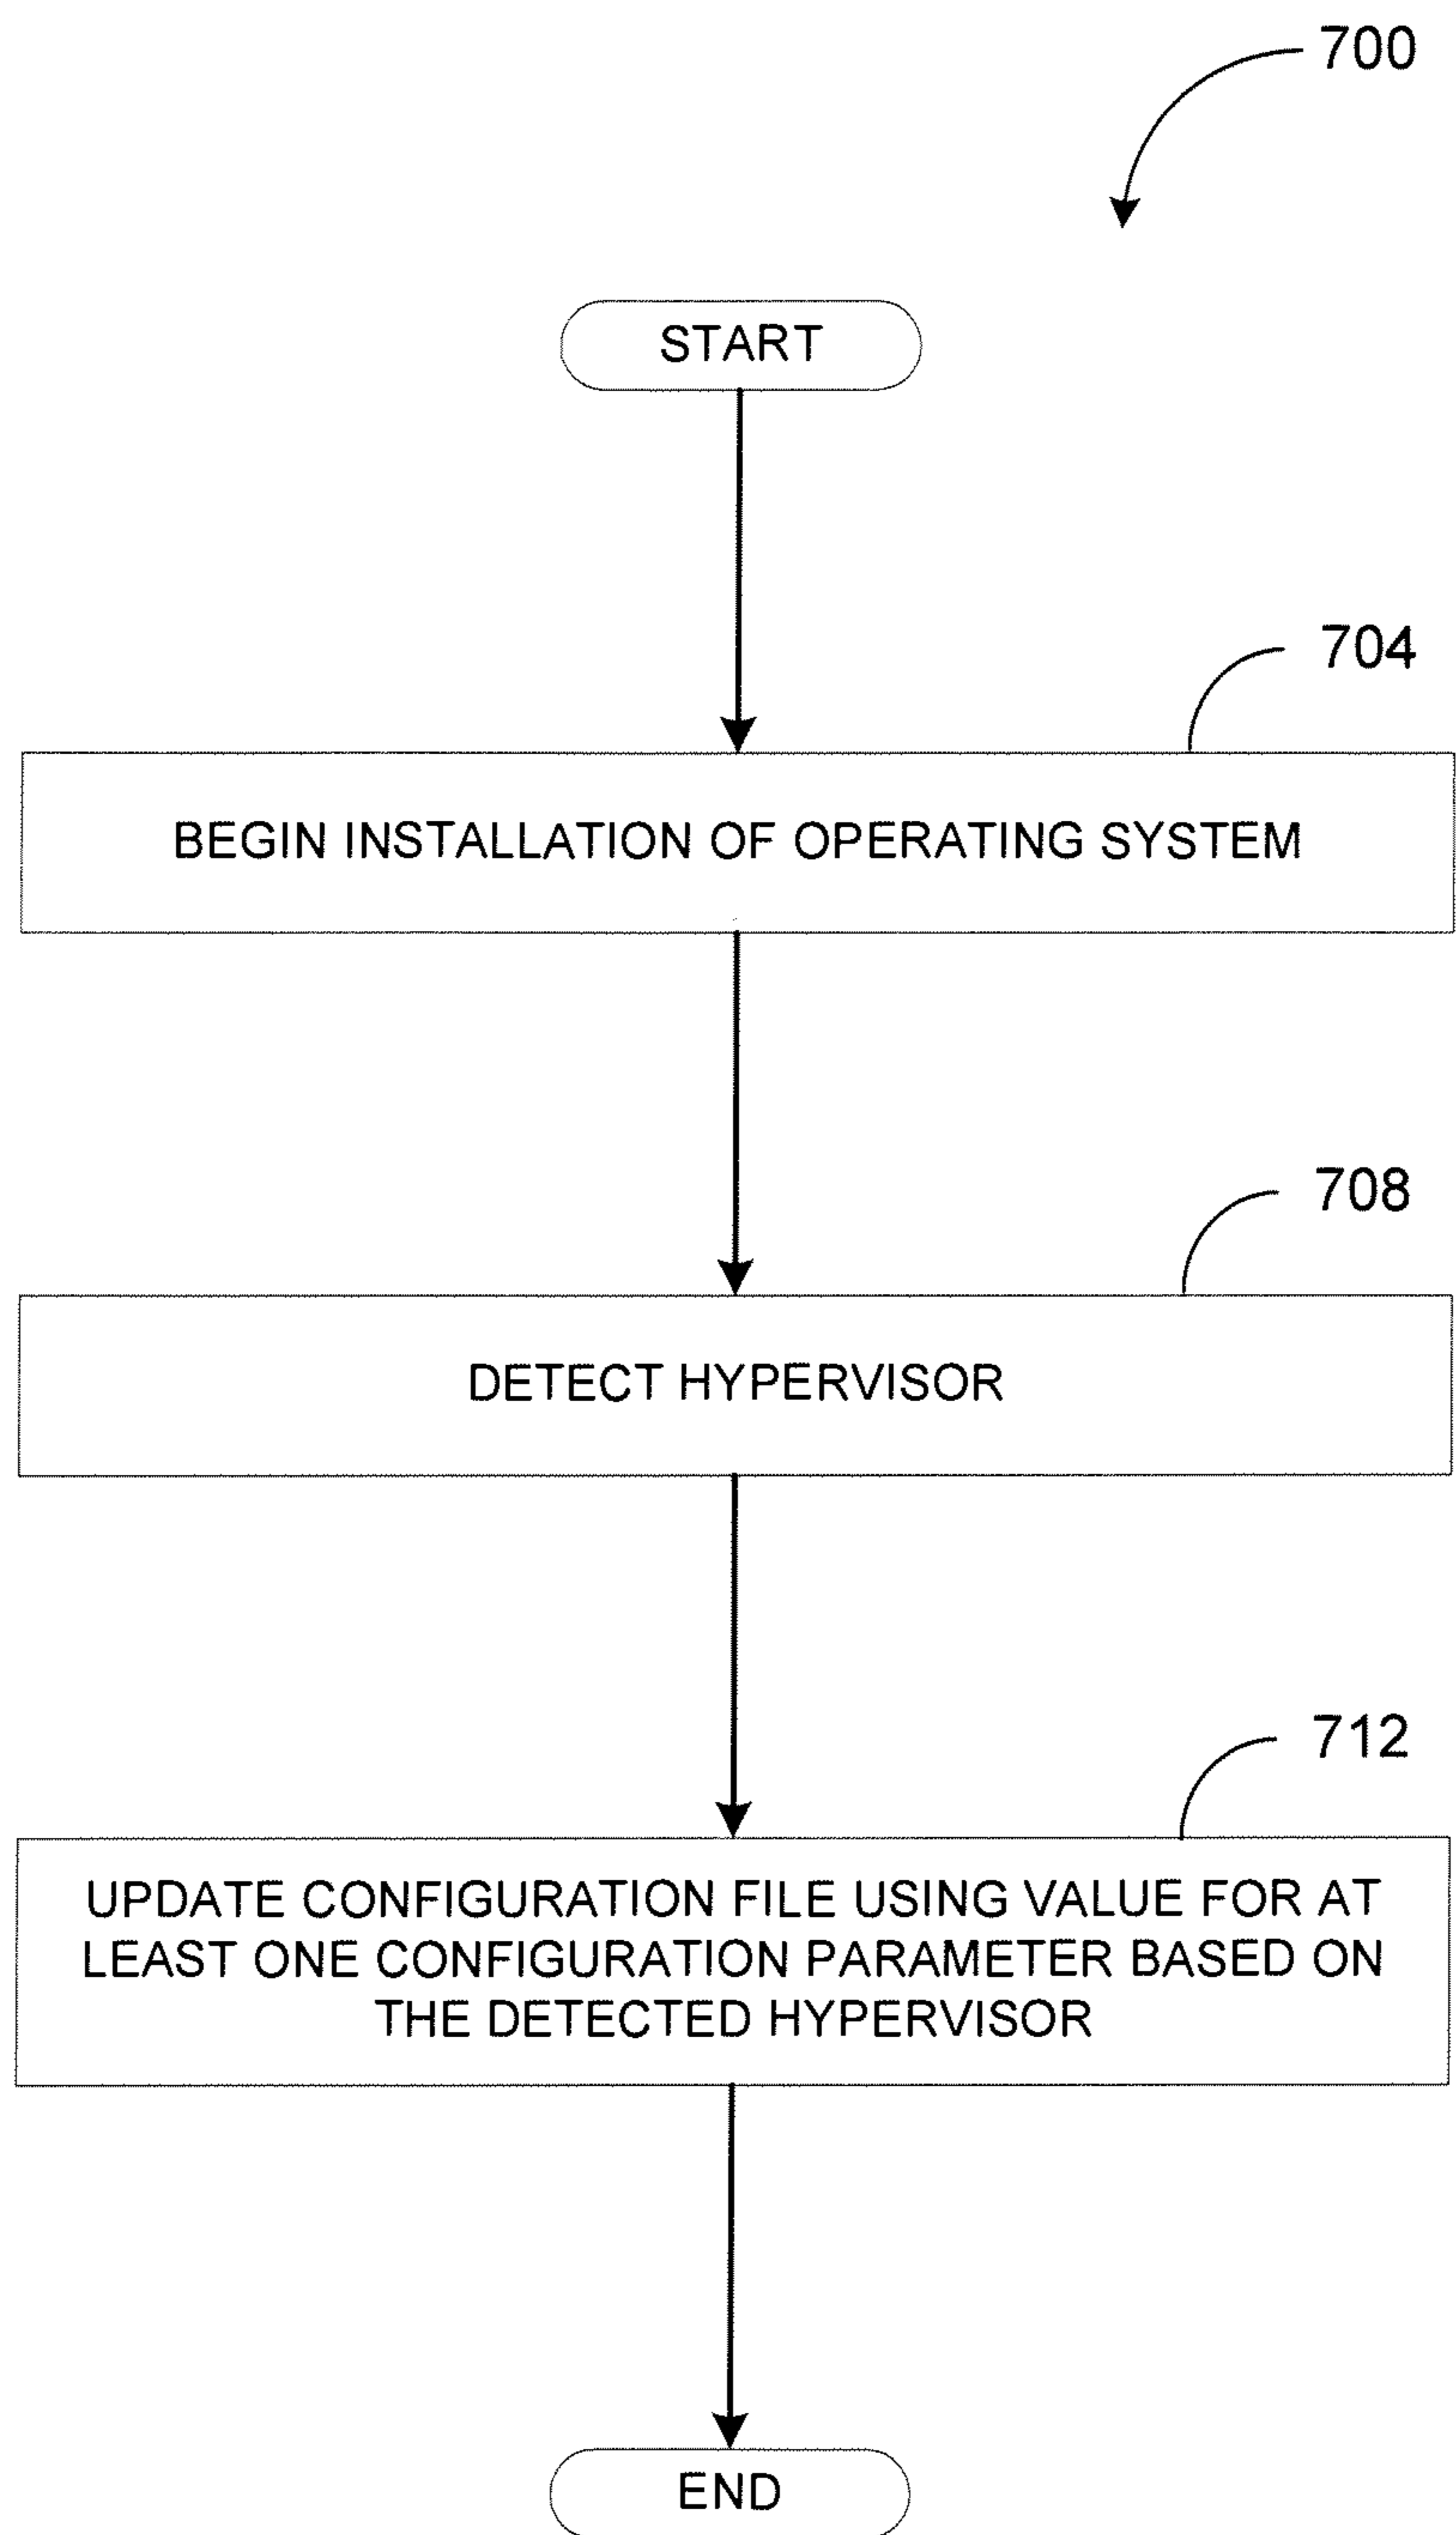 700
START
704
BEGIN INSTALLATION OF OPERATING SYSTEM
708
DETECT HYPERVISOR
712
UPDATE CONFIGURATION FILE USING VALUE FOR AT
LEAST ONE CONFIGURATION PARAMETER BASED ON
THE DETECTED HYPERVISOR
END